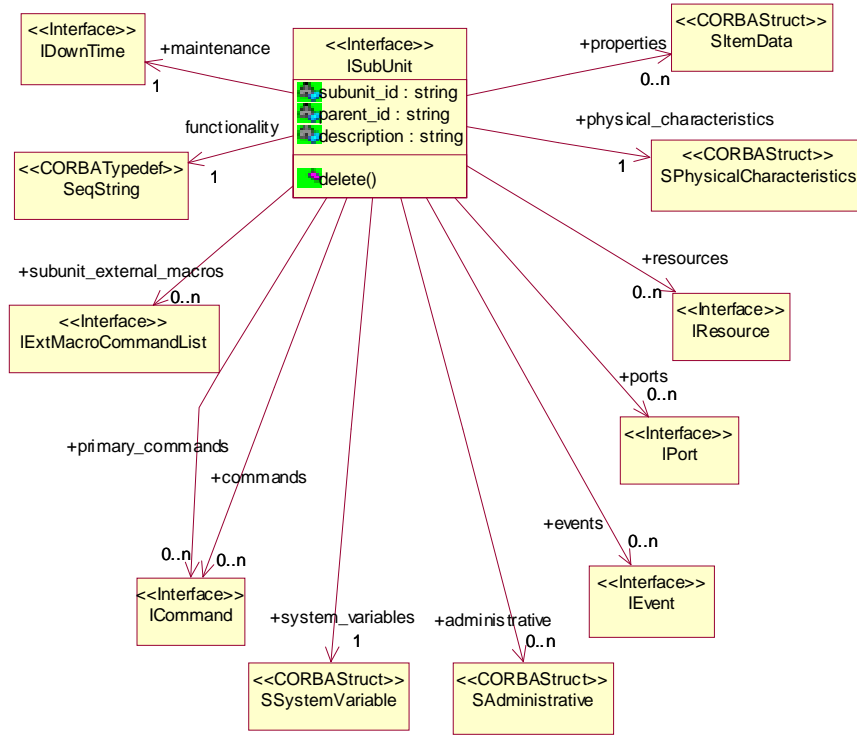 <<Interface>>
IDownTime
+maintenance
1
<<Interface>>
ISubUnit
subunit_id : string
parent_id : string
description : string
delete()
+properties
0..n
<<CORBAStruct>>
SItemData
functionality
1
<<CORBATypedef>>
SeqString
+physical_characteristics
1
<<CORBAStruct>>
SPhysicalCharacteristics
+subunit_external_macros
0..n
<<Interface>>
IExtMacroCommandList
+resources
0..n
<<Interface>>
IResource
+ports
0..n
<<Interface>>
IPort
+primary_commands
0..n
+commands
0..n
<<Interface>>
ICommand
+events
0..n
<<Interface>>
IEvent
+system_variables
1
<<CORBAStruct>>
SSystemVariable
+administrative
0..n
<<CORBAStruct>>
SAdministrative